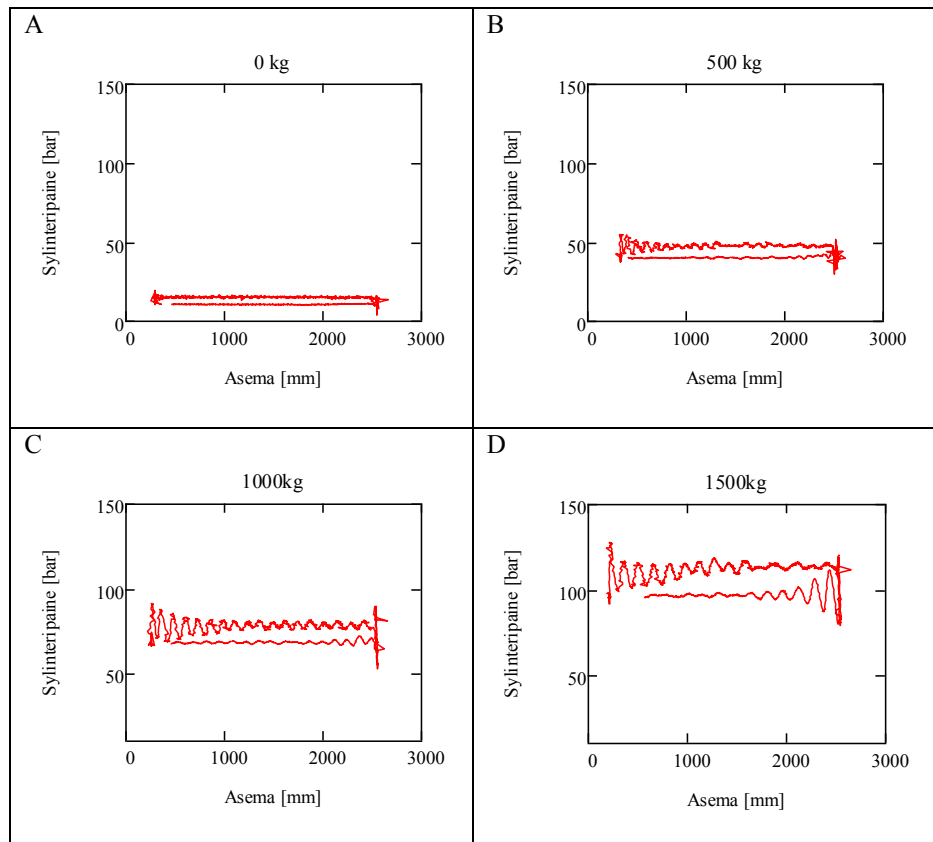 A
0 kg
Sylinteripaine [bar]
150
100
50
0
0 1000 2000 3000
Asema [mm]
B
500 kg
Sylinteripaine [bar]
150
100
50
0
0 1000 2000 3000
Asema [mm]
C
1000kg
Sylinteripaine [bar]
150
100
50
0 1000 2000 3000
Asema [mm]
D
1500kg
Sylinteripaine [bar]
150
100
50
0 1000 2000 3000
Asema [mm]